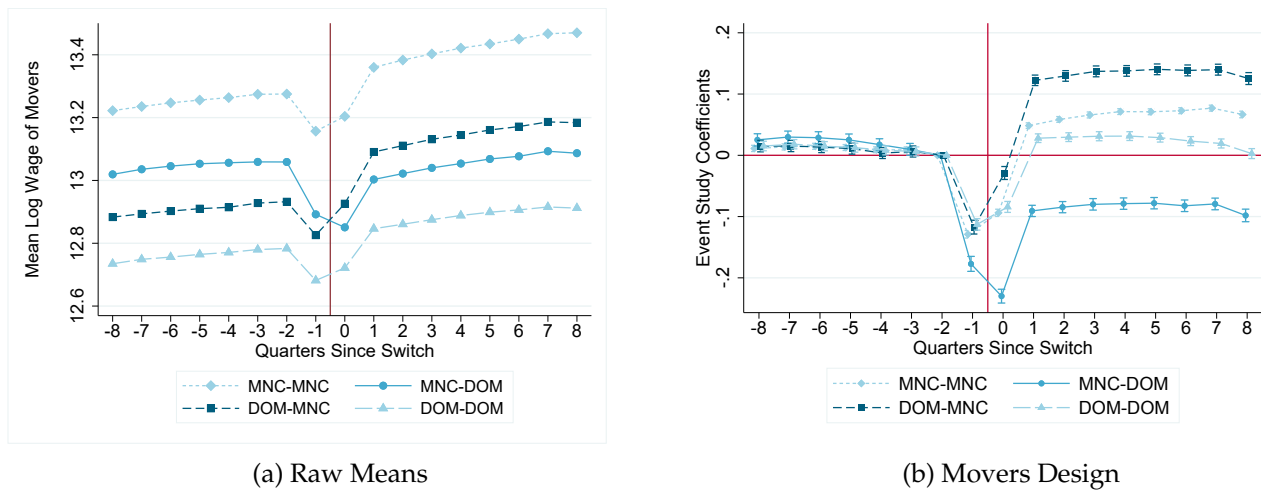 Mean Log Wage of Movers
13.4
13.2
13
12.8
12.6
-8 -7 -6 -5 -4 -3 -2 -1 0 1 2 3 4 5 6 7 8
Quarters Since Switch
MNC-MNC MNC-DOM
DOM-MNC DOM-DOM
(a) Raw Means
Event Study Coefficients
.2
.1
0
-.1
-.2
-8 -7 -6 -5 -4 -3 -2 -1 0 1 2 3 4 5 6 7 8
Quarters Since Switch
MNC-MNC MNC-DOM
DOM-MNC DOM-DOM
(b) Movers Design